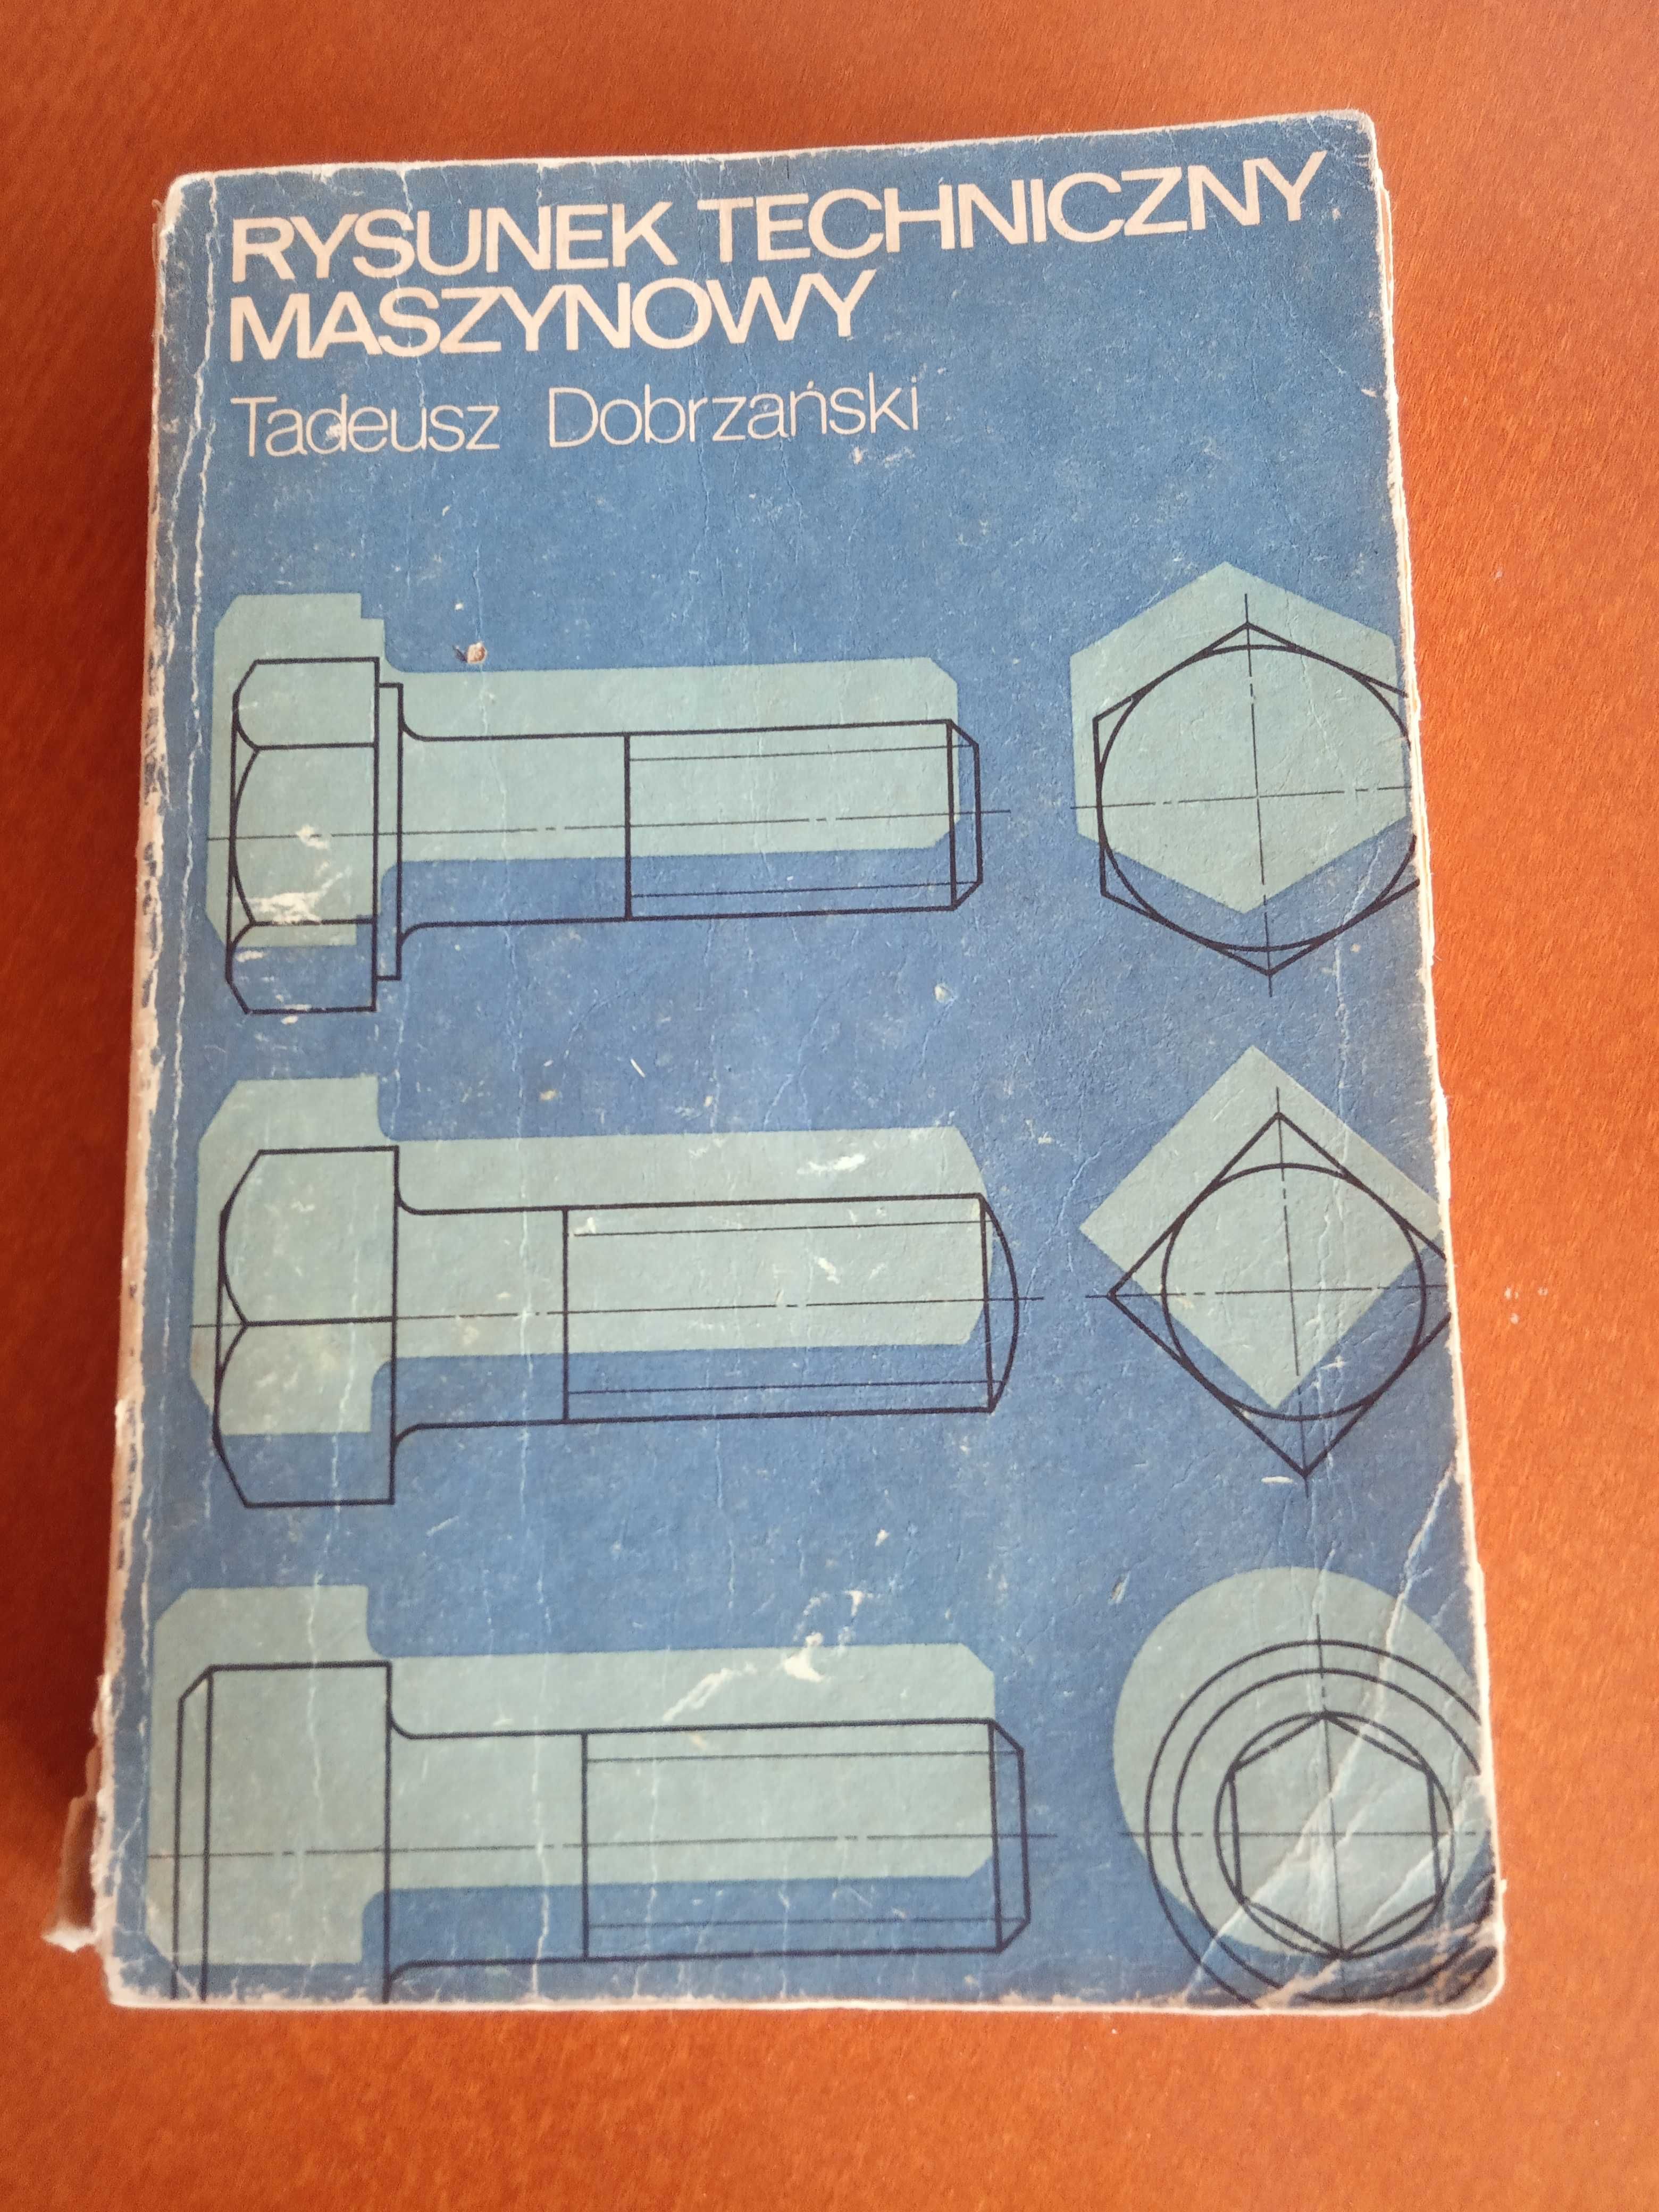 RYSUNEK TECHNICZNY
MASZYNOWY
Tadeusz Dobrzański